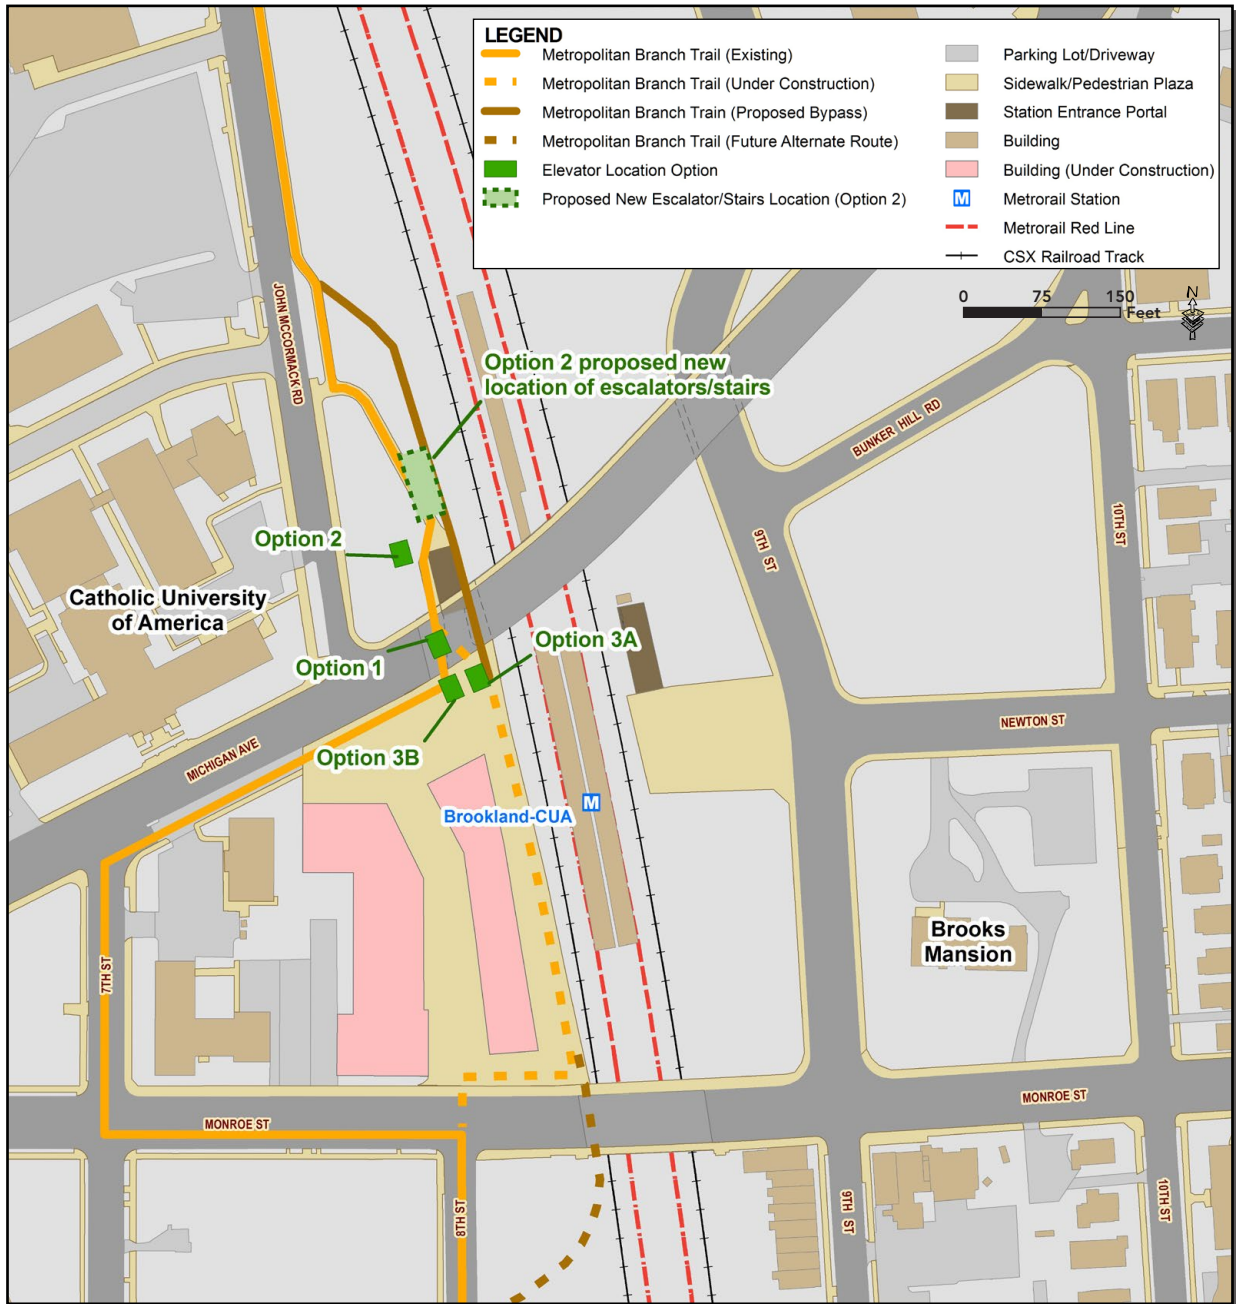 LEGEND
Metropolitan Branch Trail (Existing)
Metropolitan Branch Trail (Under Construction)
Metropolitan Branch Train (Proposed Bypass)
Metropolitan Branch Trail (Future Alternate Route)
Elevator Location Option
Proposed New Escalator/Stairs Location (Option 2)
Parking Lot/Driveway
Sidewalk/Pedestrian Plaza
Station Entrance Portal
Building
Building (Under Construction)
M
Metrorail Station
Metrorail Red Line
CSX Railroad Track
0 75 150
Feet
N
JOHN MCCORMACK RD
Option 2 proposed new
location of escalators/stairs
BUNKER HILL RD
10TH ST
9TH ST
Option 2
Catholic University
of America
Option 1
Option 3A
Option 3B
MICHIGAN AVE
NEWTON ST
Brookland-CUA
M
Brooks
Mansion
7TH ST
MONROE ST
MONROE ST
8TH ST
9TH ST
10TH ST